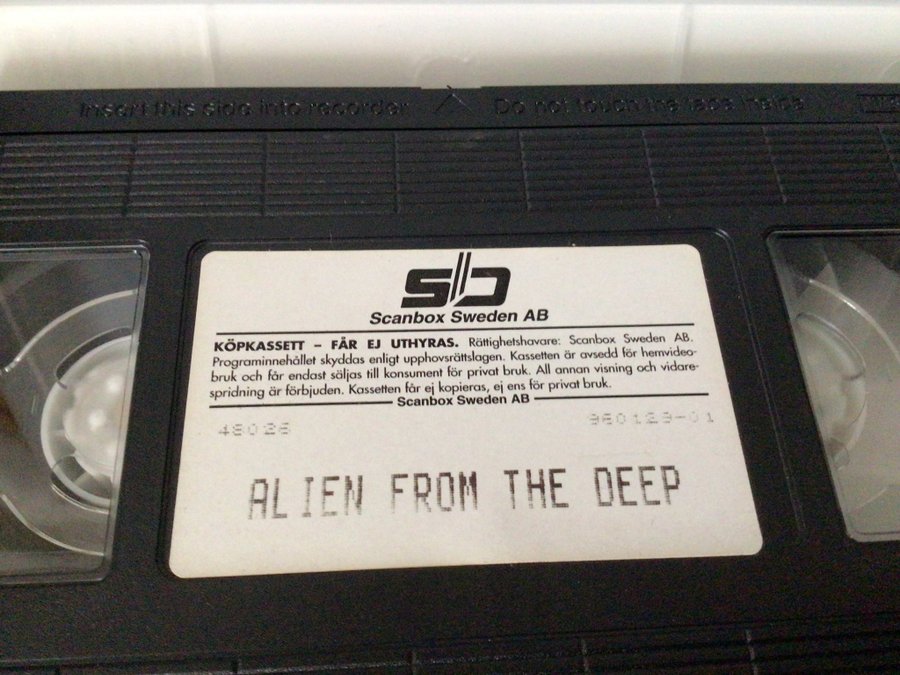 Insert this side into recorder Do not touch the tape inside
Scanbox Sweden AB
KÖPKASSETT – FÅR EJ UTHYRAS. Rättighetshavare: Scanbox Sweden AB.
Programinnehållet skyddas enligt upphovsrättslagen. Kassetten är avsedd för hemvideo-
bruk och får endast säljas till konsument för privat bruk. All annan visning och vidare-
spridning är förbjuden. Kassetten får ej kopieras, ej ens för privat bruk.
Scanbox Sweden AB
48026 960129-01
ALIEN FROM THE DEEP